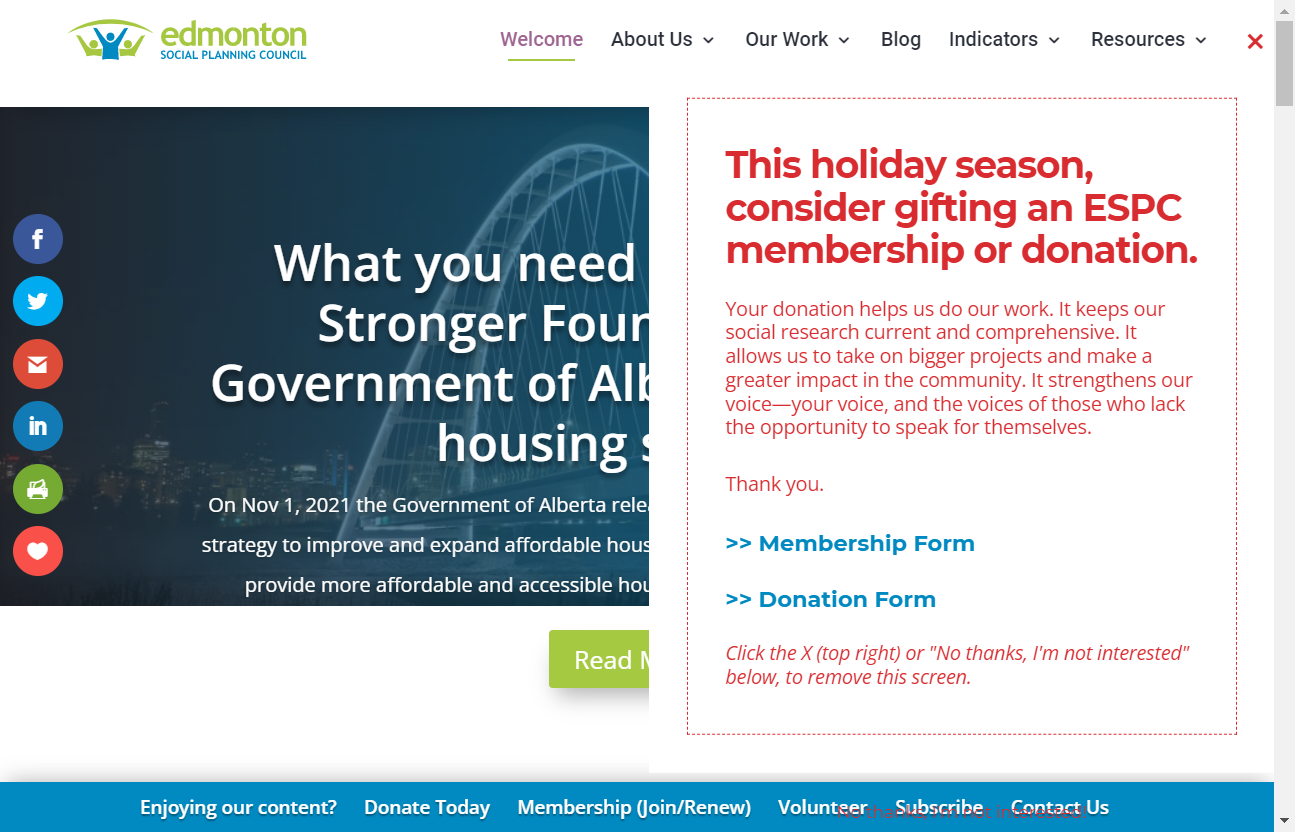 edmonton
SOCIAL PLANNING COUNCIL
Welcome About Us Our Work Blog Indicators Resources
This holiday season,
consider gifting an ESPC
membership or donation.
Your donation helps us do our work. It keeps our
social research current and comprehensive. It
allows us to take on bigger projects and make a
greater impact in the community. It strengthens our
voice—your voice, and the voices of those who lack
the opportunity to speak for themselves.
Thank you.
>> Membership Form
>> Donation Form
Click the X (top right) or "No thanks, I'm not interested"
below, to remove this screen.
What you need
Stronger Foun
Government of Alb
housing s
On Nov 1, 2021 the Government of Alberta relea
strategy to improve and expand affordable hous
provide more affordable and accessible hou
Read M
Enjoying our content? Donate Today Membership (Join/Renew) Volunteer Subscribe Contact Us
No thanks, I'm not interested!